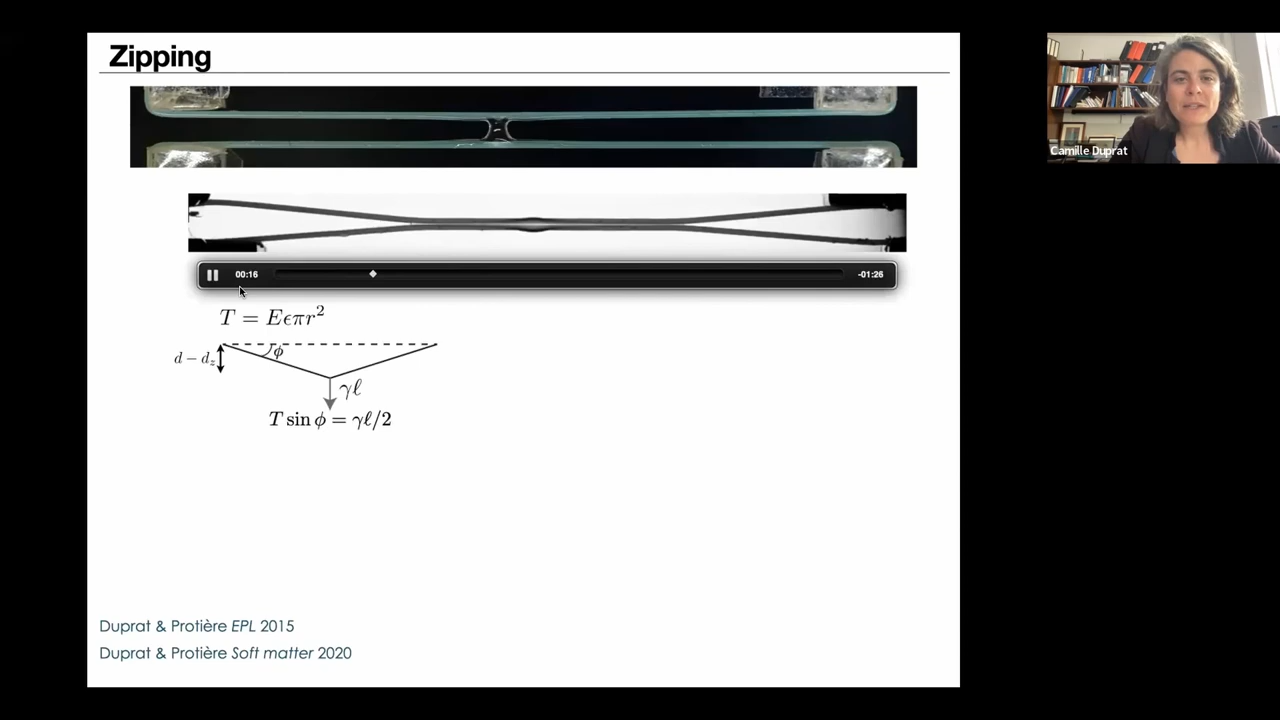 Zipping
Camille Duprat
00:16
-01:26
T = Eϵπr²
d − d_z
ϕ
γℓ
T sin ϕ = γℓ/2
Duprat & Protière EPL 2015
Duprat & Protière Soft matter 2020